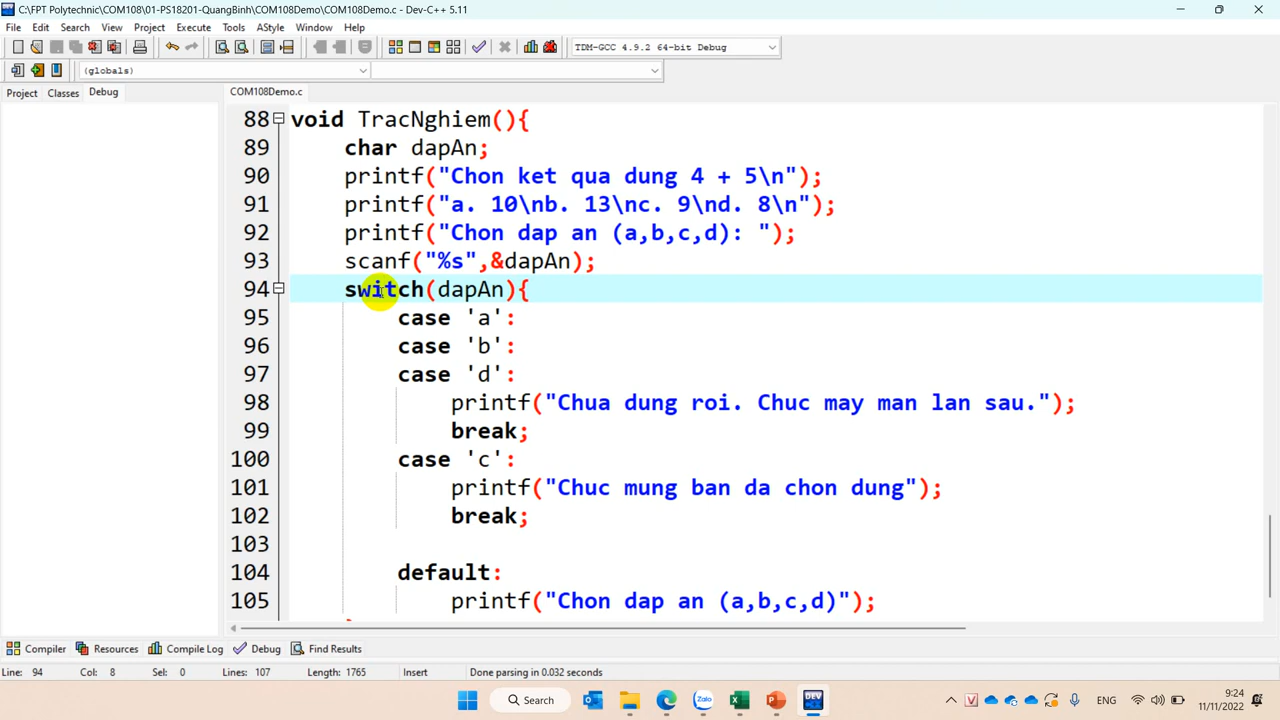 C:\FPT Polytechnic\COM108\01-PS18201-QuangBinh\COM108Demo\COM108Demo.c - Dev-C++ 5.11
File Edit Search View Project Execute Tools AStyle Window Help
TDM-GCC 4.9.2 64-bit Debug
(globals)
Project Classes Debug COM108Demo.c
88 void TracNghiem(){
89 char dapAn;
90 printf("Chon ket qua dung 4 + 5\n");
91 printf("a. 10\nb. 13\nc. 9\nd. 8\n");
92 printf("Chon dap an (a,b,c,d): ");
93 scanf("%s",&dapAn);
94 switch(dapAn){
95 case 'a':
96 case 'b':
97 case 'd':
98 printf("Chua dung roi. Chuc may man lan sau.");
99 break;
100 case 'c':
101 printf("Chuc mung ban da chon dung");
102 break;
103
104 default:
105 printf("Chon dap an (a,b,c,d)");
Compiler Resources Compile Log Debug Find Results
Line: 94 Col: 8 Sel: 0 Lines: 107 Length: 1765 Insert Done parsing in 0.032 seconds
Search Zalo DEV ENG 9:24
11/11/2022